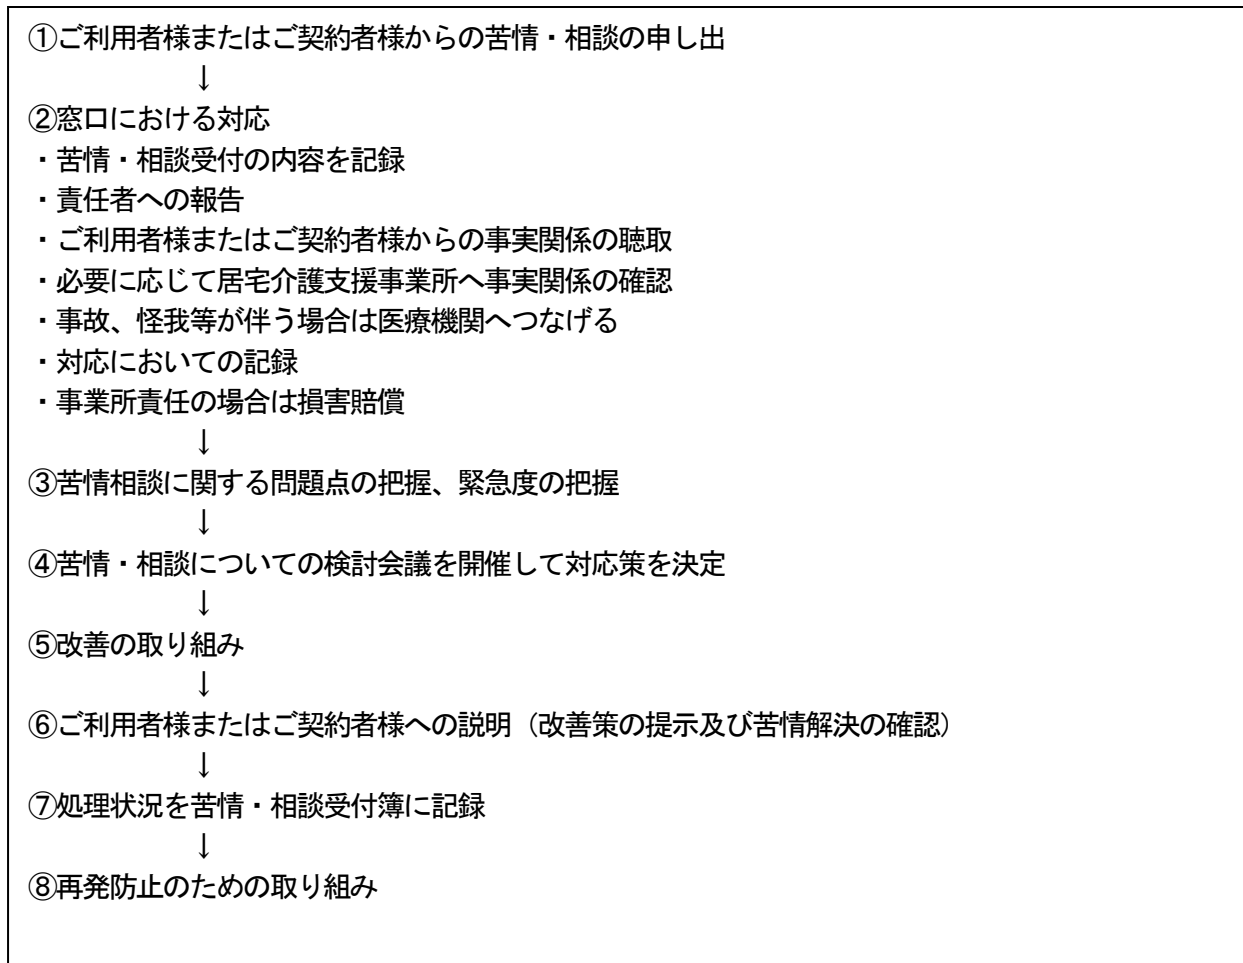 ①ご利用者様またはご契約者様からの苦情・相談の申し出
↓
②窓口における対応
・苦情・相談受付の内容を記録
・責任者への報告
・ご利用者様またはご契約者様からの事実関係の聴取
・必要に応じて居宅介護支援事業所へ事実関係の確認
・事故、怪我等が伴う場合は医療機関へつなげる
・対応においての記録
・事業所責任の場合は損害賠償
↓
③苦情相談に関する問題点の把握、緊急度の把握
↓
④苦情・相談についての検討会議を開催して対応策を決定
↓
⑤改善の取り組み
↓
⑥ご利用者様またはご契約者様への説明（改善策の提示及び苦情解決の確認）
↓
⑦処理状況を苦情・相談受付簿に記録
↓
⑧再発防止のための取り組み